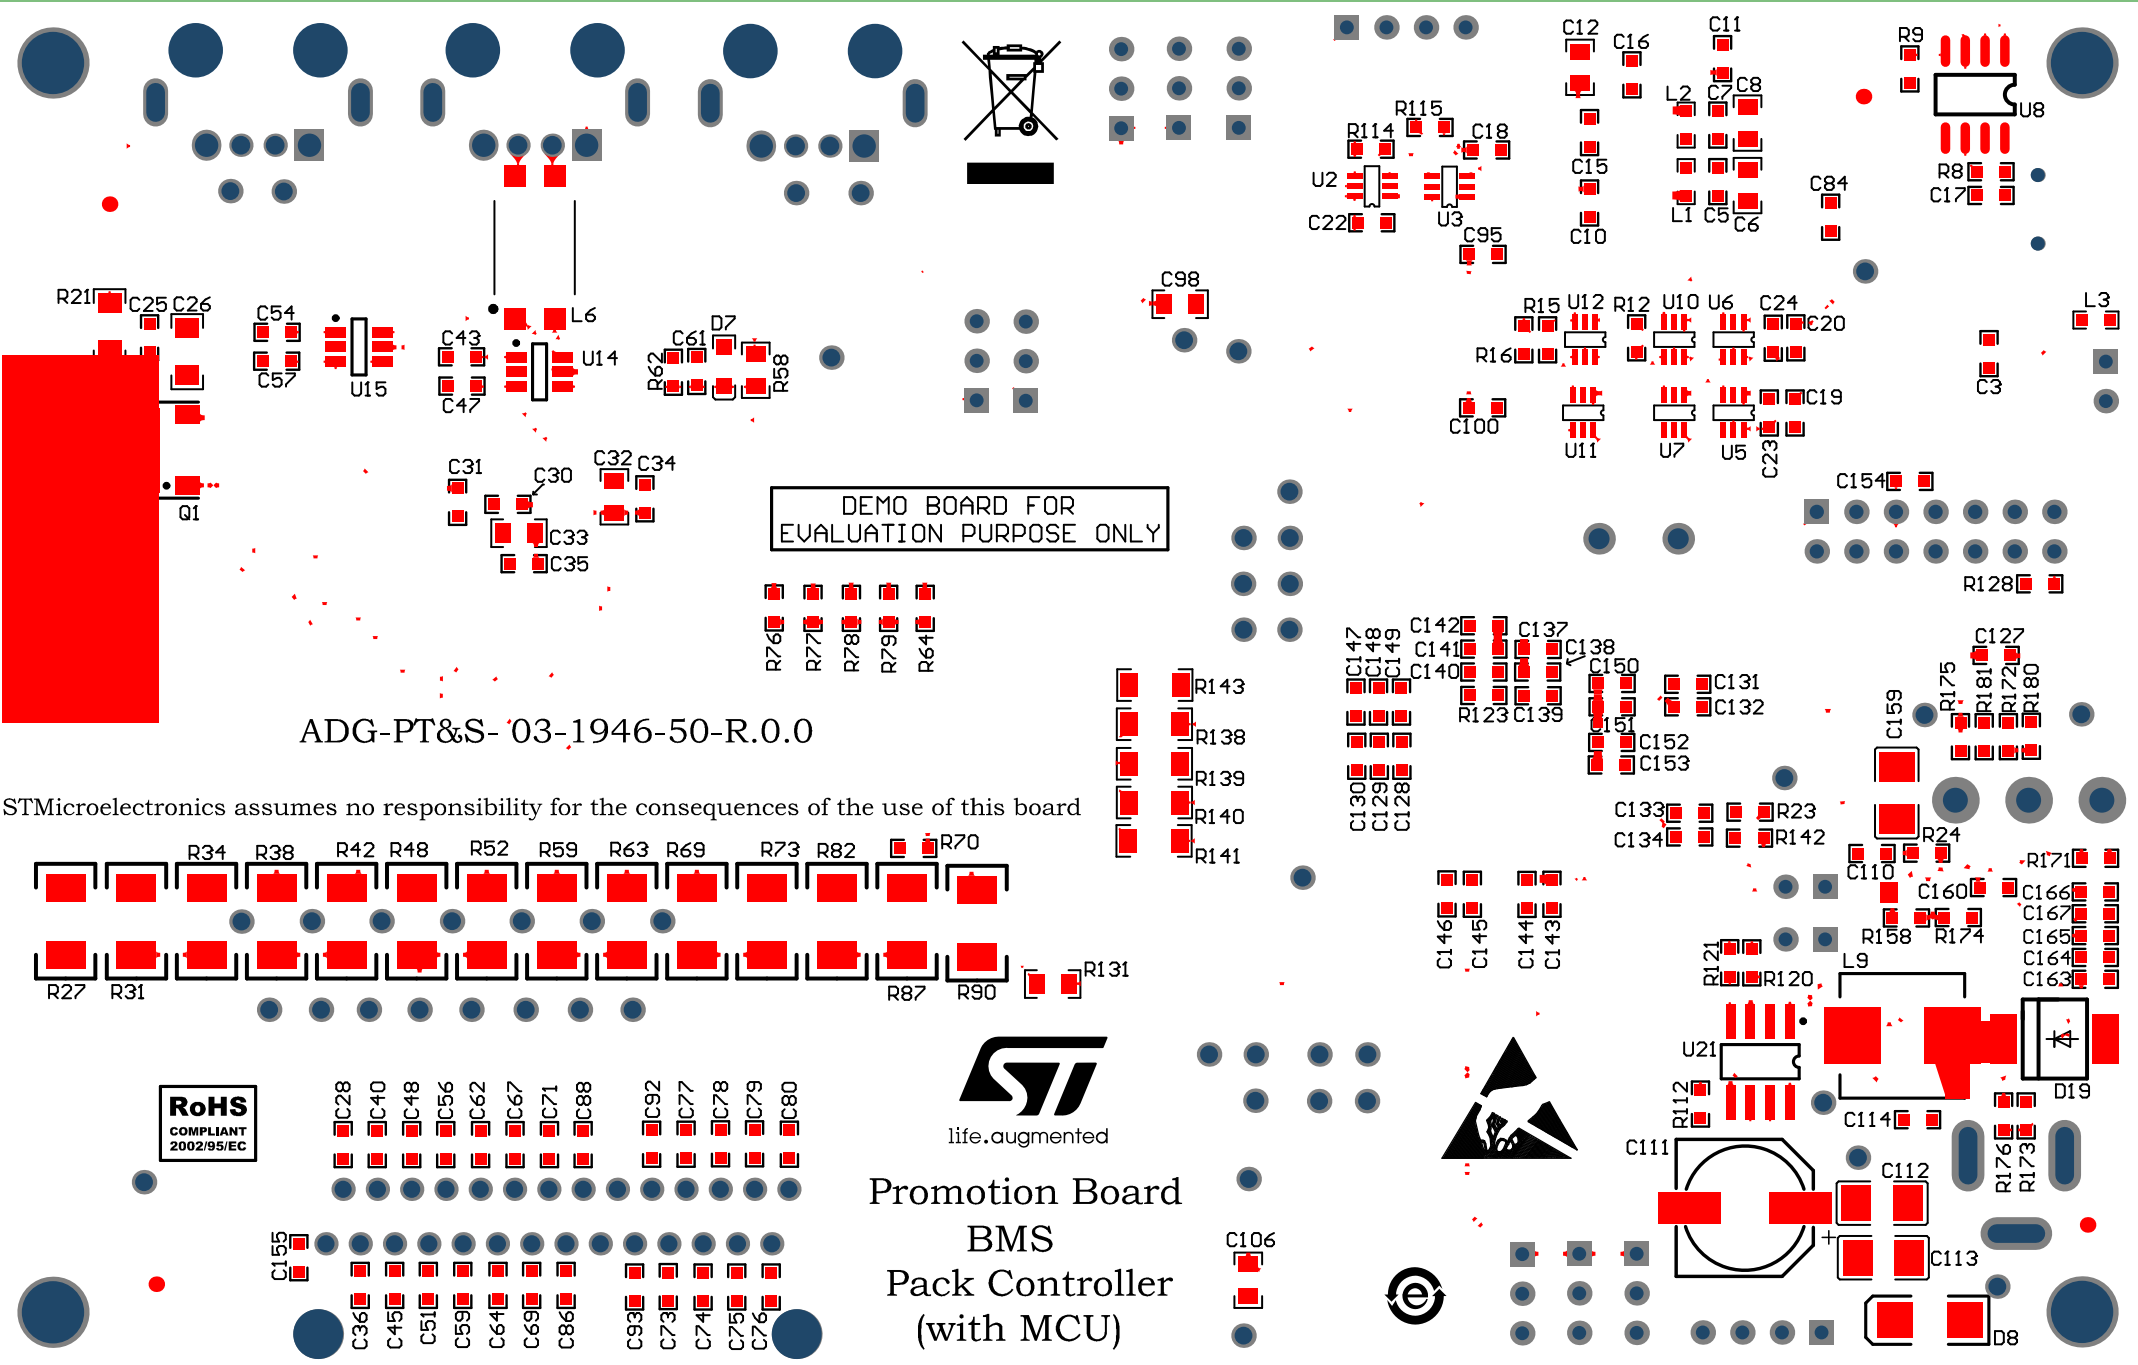 C12
C16
C11
R9
L2
C7
C8
U8
R115
R114
C18
C15
U2
U3
C22
C10
L1
C5
C6
C84
R8
C17
C95
R21
C25
C26
C54
C57
U15
C43
C47
L6
U14
R62
C61
D7
R58
C98
R15
R16
U12
R12
U10
U6
C24
C20
L3
C3
C100
U11
U7
U5
C23
C19
Q1
C31
C30
C32
C34
C33
C35
DEMO BOARD FOR
EVALUATION PURPOSE ONLY
C154
R128
R76
R77
R78
R79
R64
C147
C148
C149
C142
C141
C140
R123
C137
C138
C139
C150
C151
C152
C153
C131
C132
C127
R175
R181
R172
R180
C159
R143
R138
R139
R140
R141
C130
C129
C128
C133
C134
R23
R142
ADG-PT&S- 03-1946-50-R.0.0
STMicroelectronics assumes no responsibility for the consequences of the use of this board
R34
R38
R42
R48
R52
R59
R63
R69
R73
R82
R70
R27
R31
R87
R90
R131
C146
C145
C144
C143
C110
R24
C160
R158
R174
R171
C166
C167
C165
C164
C163
R121
R120
L9
U21
R112
D19
C114
R176
R173
C111
C112
C113
+
D8
RoHS
COMPLIANT
2002/95/EC
C28
C40
C48
C56
C62
C67
C71
C88
C92
C77
C78
C79
C80
C155
C36
C45
C51
C59
C64
C69
C86
C93
C73
C74
C75
C76
ST
life.augmented
Promotion Board
BMS
Pack Controller
(with MCU)
C106
e